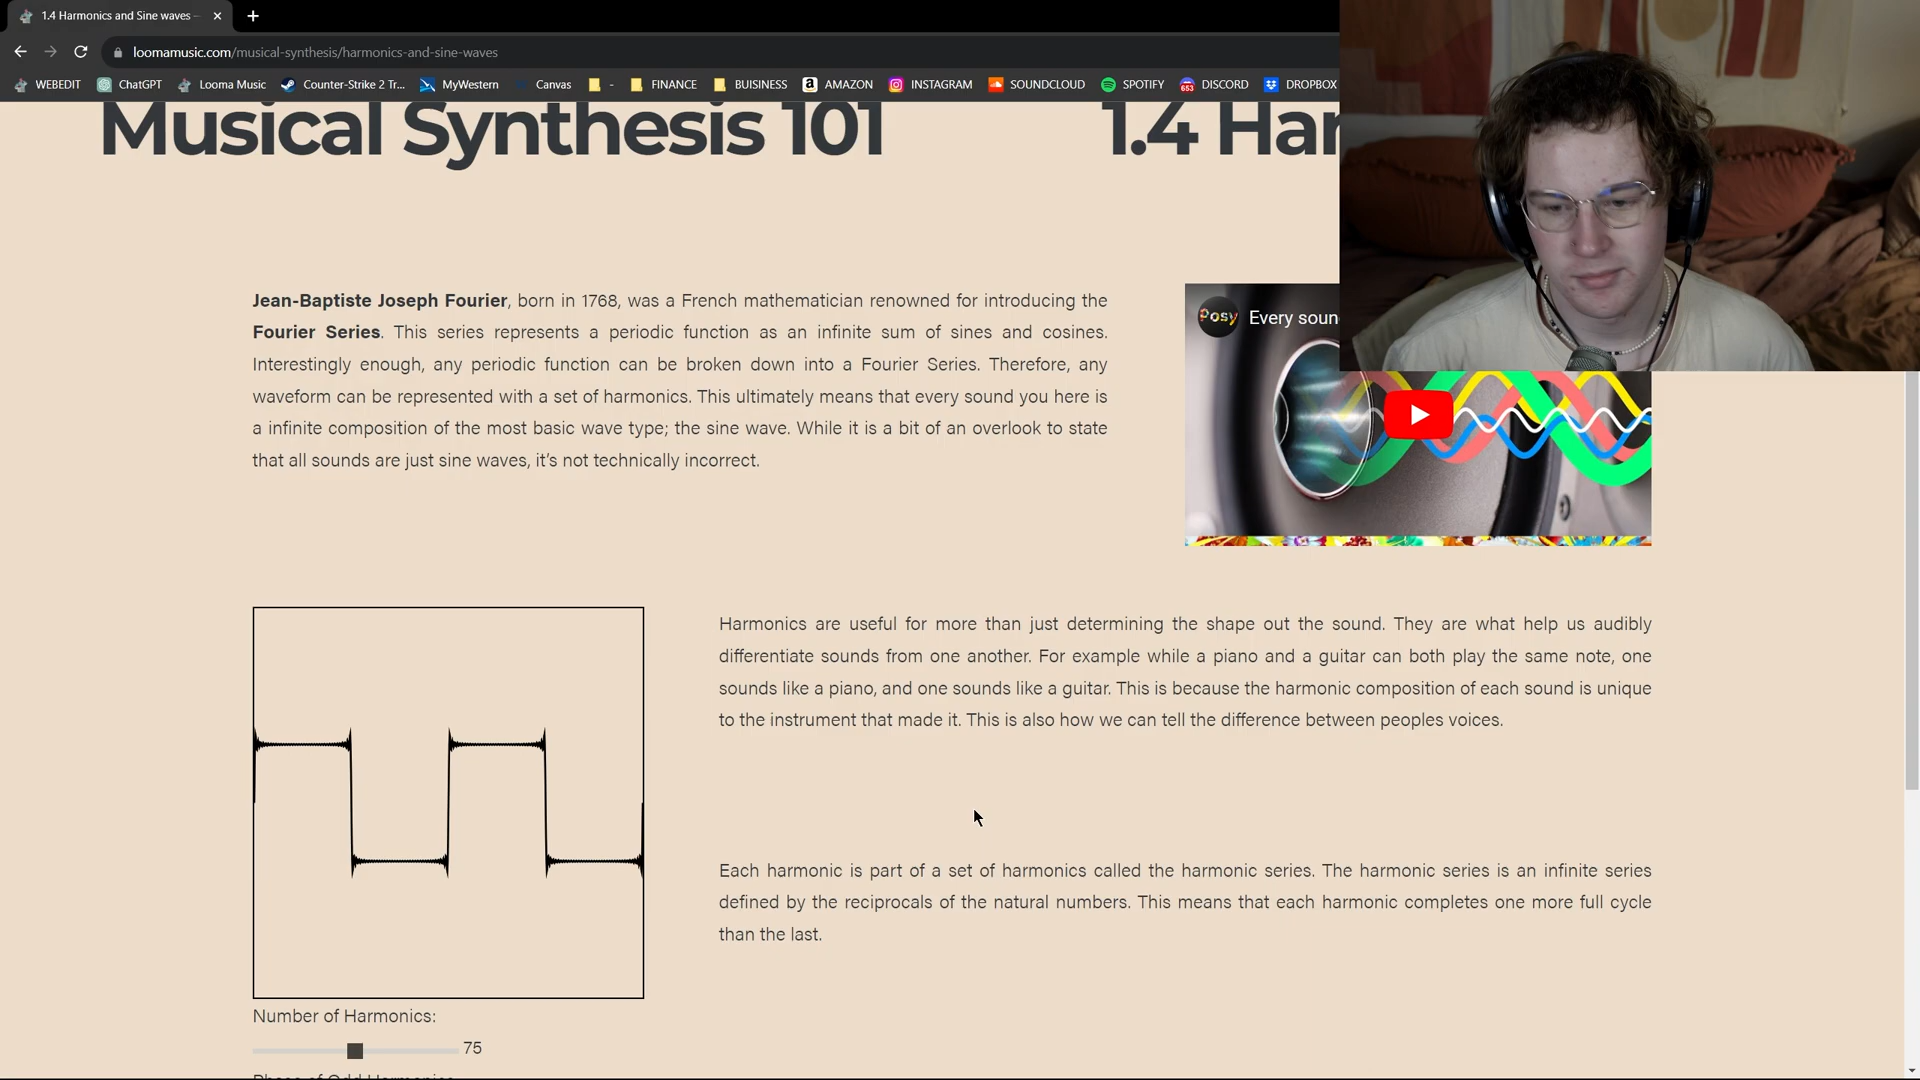 1.4 Harmonics and Sine waves –
loomamusic.com/musical-synthesis/harmonics-and-sine-waves
WEBEDIT ChatGPT Looma Music Counter-Strike 2 Tr... MyWestern Canvas - FINANCE BUISINESS AMAZON INSTAGRAM SOUNDCLOUD SPOTIFY 653 DISCORD DROPBOX
Musical Synthesis 101 1.4 Har
Jean-Baptiste Joseph Fourier, born in 1768, was a French mathematician renowned for introducing the
Fourier Series. This series represents a periodic function as an infinite sum of sines and cosines.
Interestingly enough, any periodic function can be broken down into a Fourier Series. Therefore, any
waveform can be represented with a set of harmonics. This ultimately means that every sound you here is
a infinite composition of the most basic wave type; the sine wave. While it is a bit of an overlook to state
that all sounds are just sine waves, it’s not technically incorrect.
Posy Every soun
Harmonics are useful for more than just determining the shape out the sound. They are what help us audibly
differentiate sounds from one another. For example while a piano and a guitar can both play the same note, one
sounds like a piano, and one sounds like a guitar. This is because the harmonic composition of each sound is unique
to the instrument that made it. This is also how we can tell the difference between peoples voices.
Each harmonic is part of a set of harmonics called the harmonic series. The harmonic series is an infinite series
defined by the reciprocals of the natural numbers. This means that each harmonic completes one more full cycle
than the last.
Number of Harmonics:
75